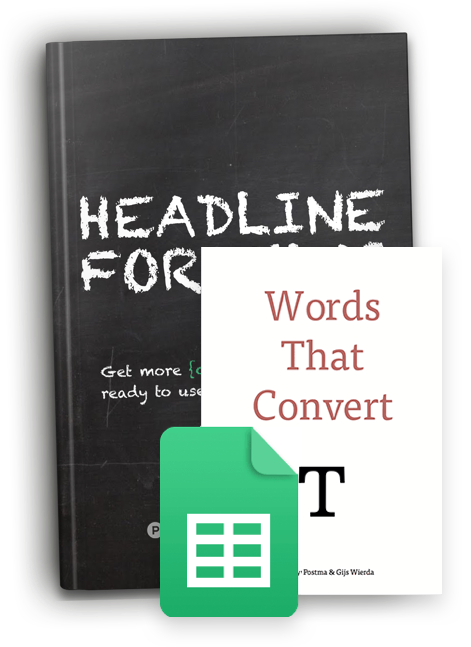 HEADLINE
FOR
Get more {
ready to use
P
Words
That
Convert
T
Postma & Gijs Wierda